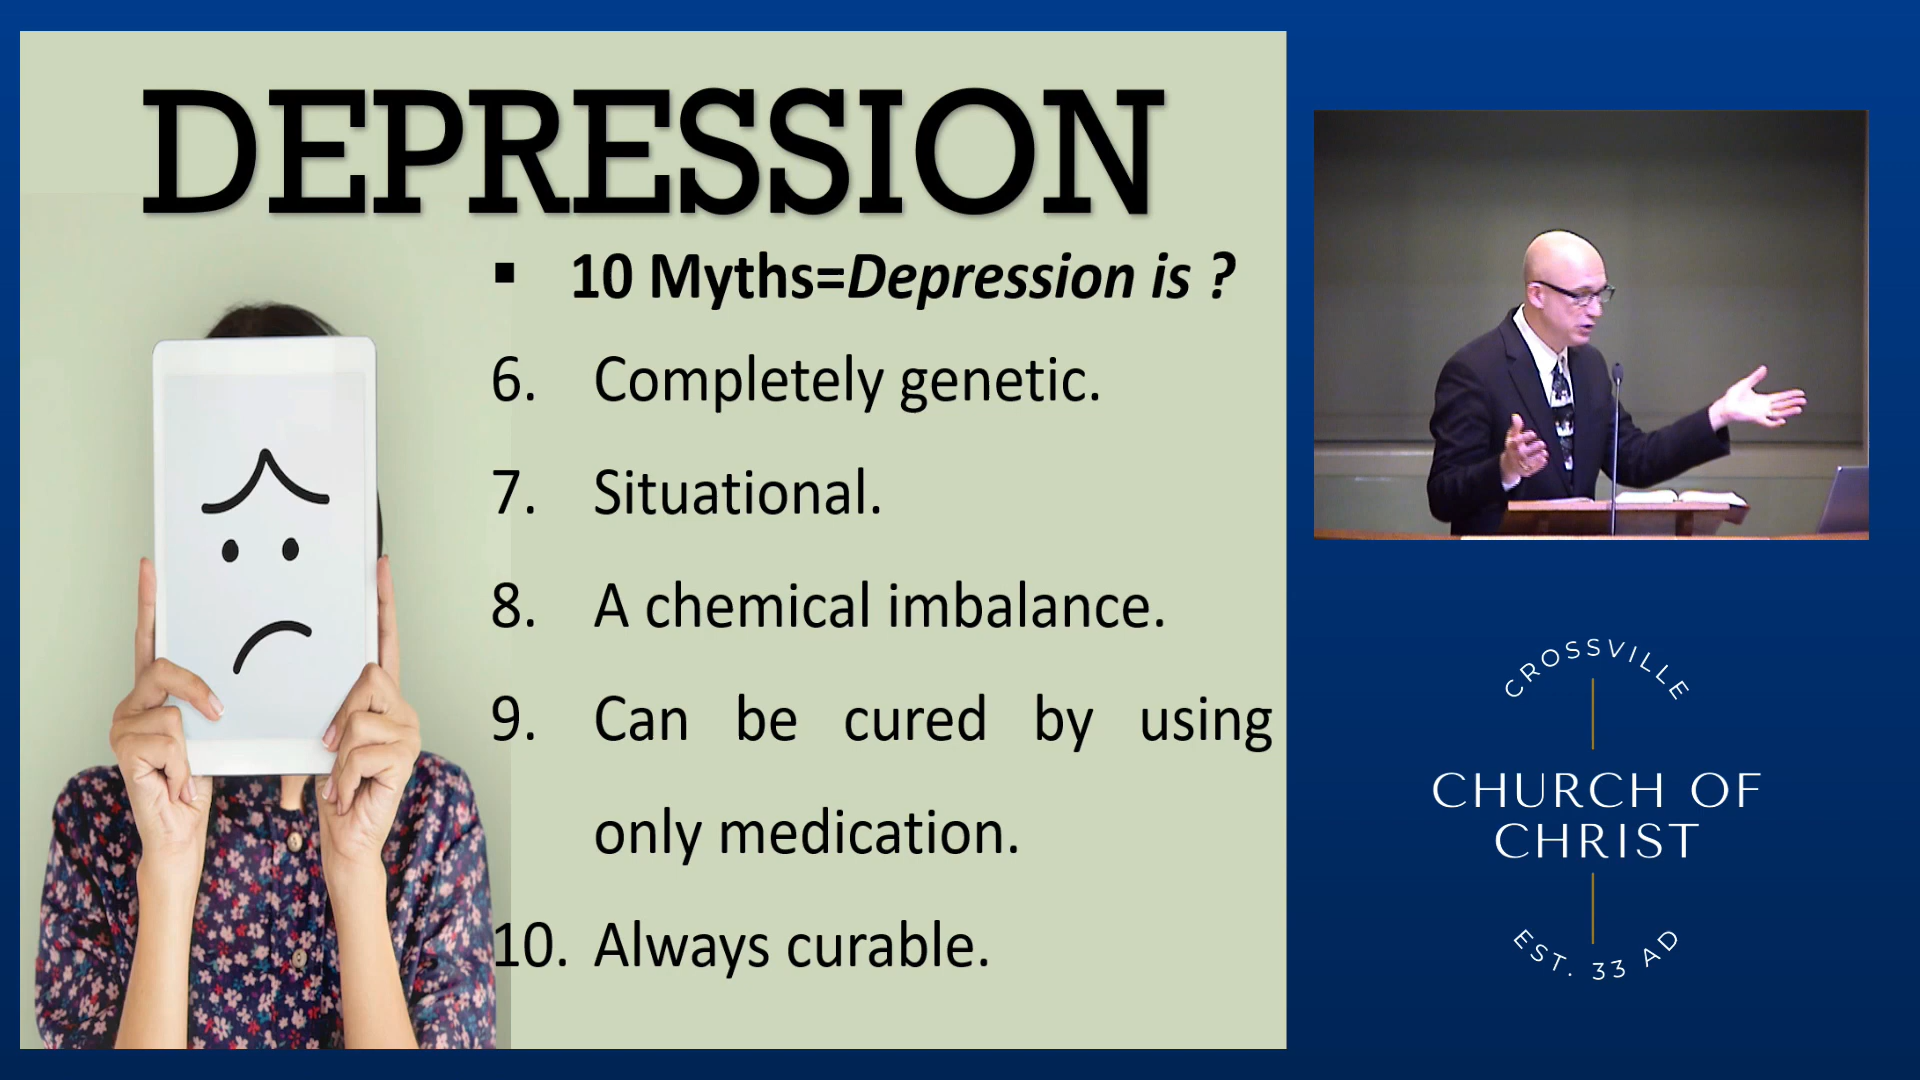 DEPRESSION
▪ 10 Myths=Depression is ?
6. Completely genetic.
7. Situational.
8. A chemical imbalance.
9. Can be cured by using
only medication.
10. Always curable.
CROSSVILLE
CHURCH OF
CHRIST
EST. 33 AD